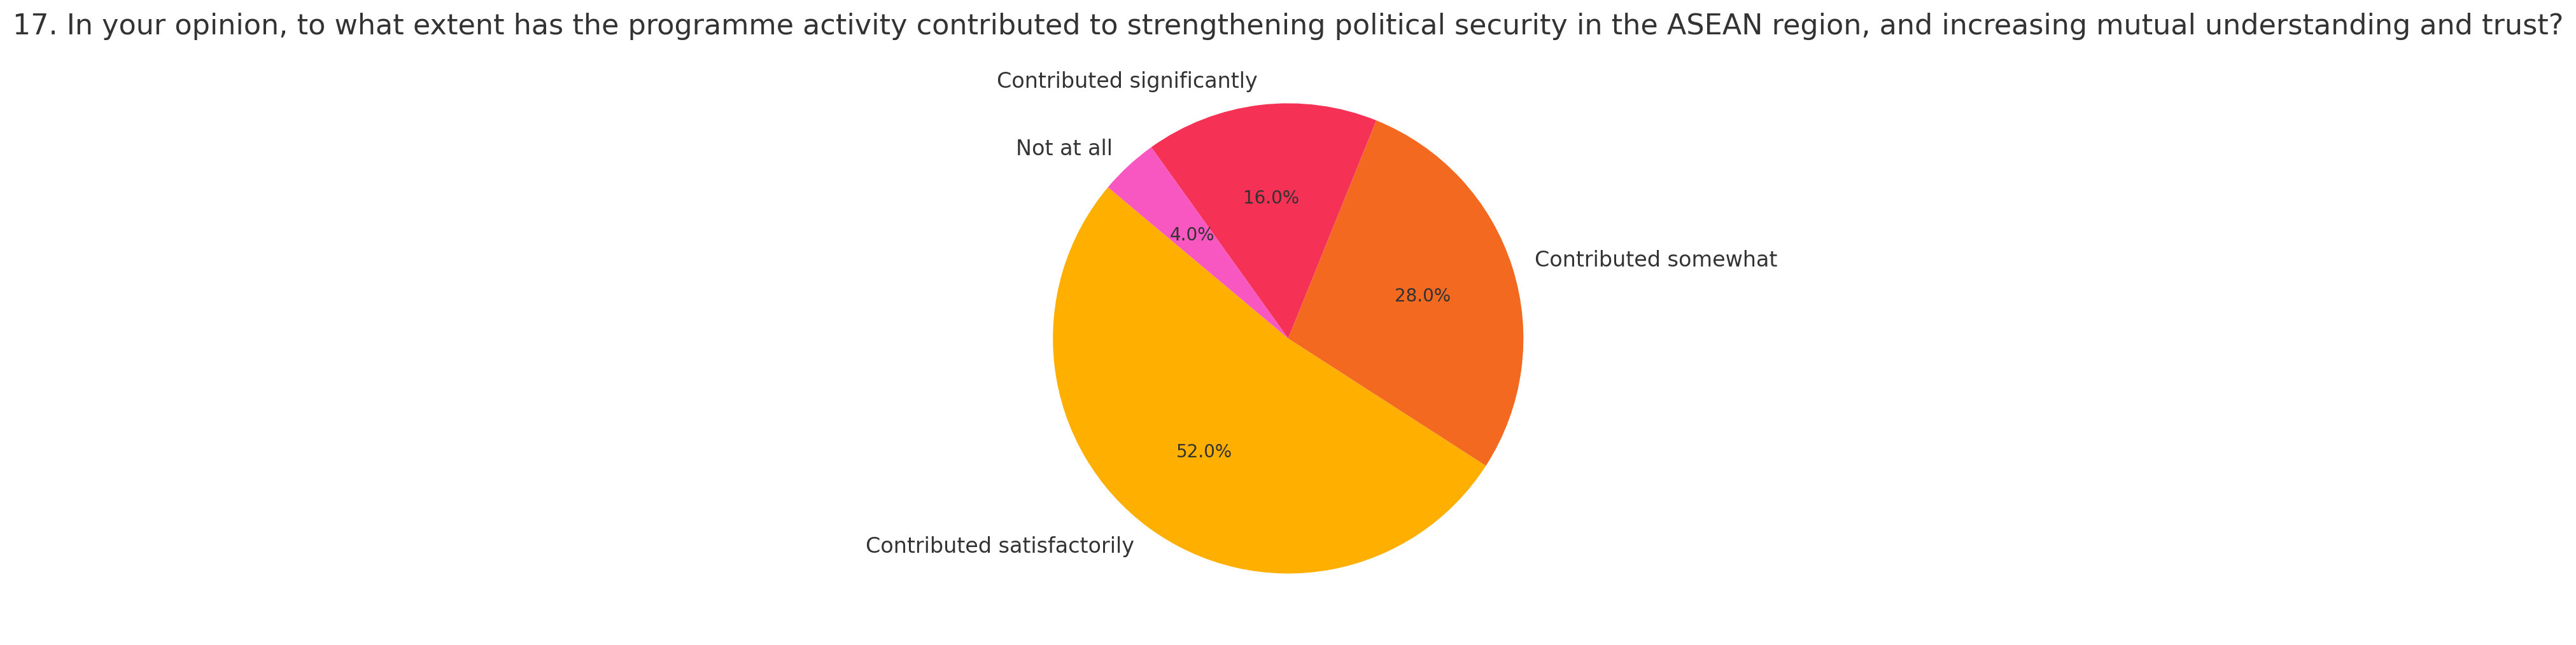 17. In your opinion, to what extent has the programme activity contributed to strengthening political security in the ASEAN region, and increasing mutual understanding and trust?
Contributed significantly
Not at all
16.0%
4.0%
Contributed somewhat
28.0%
52.0%
Contributed satisfactorily